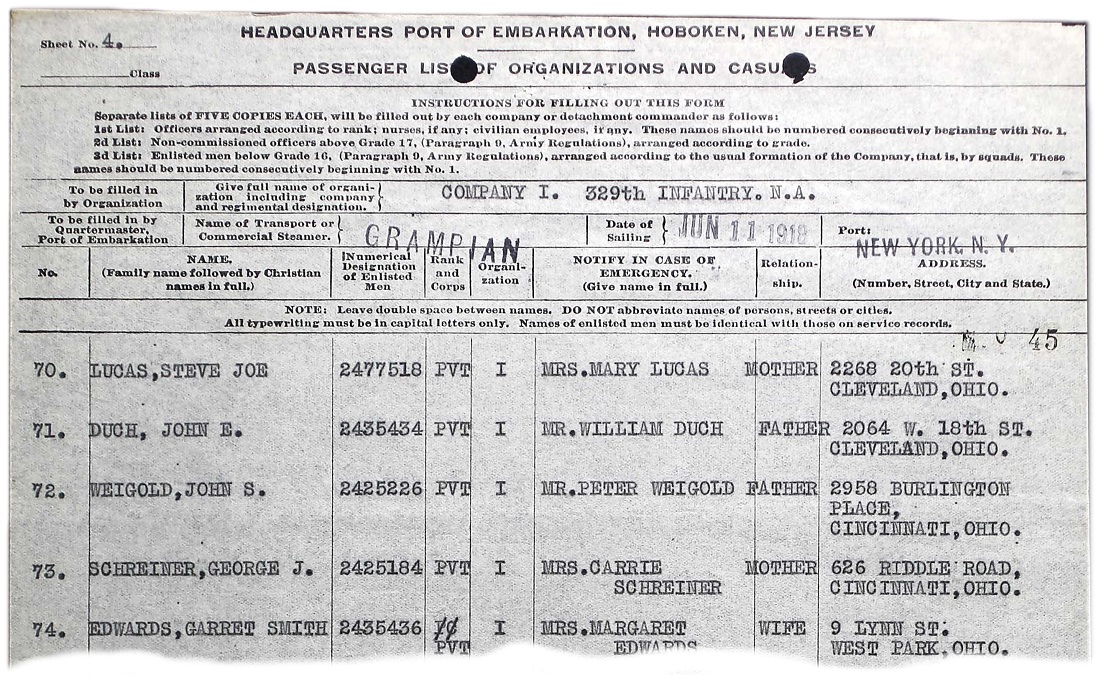 Sheet No. 4.
HEADQUARTERS PORT OF EMBARKATION, HOBOKEN, NEW JERSEY
Class
PASSENGER LIST OF ORGANIZATIONS AND CASUALS
INSTRUCTIONS FOR FILLING OUT THIS FORM
Separate lists of FIVE COPIES EACH, will be filled out by each company or detachment commander as follows:
1st List: Officers arranged according to rank; nurses, if any; civilian employees, if any. These names should be numbered consecutively beginning with No. 1.
2d List: Non-commissioned officers above Grade 17, (Paragraph 9, Army Regulations), arranged according to grade.
3d List: Enlisted men below Grade 16, (Paragraph 9, Army Regulations), arranged according to the usual formation of the Company, that is, by squads. These
names should be numbered consecutively beginning with No. 1.
To be filled in by Organization
Give full name of organization including company and regimental designation.
COMPANY I. 329th INFANTRY. N.A.
To be filled in by Quartermaster, Port of Embarkation
Name of Transport or Commercial Steamer.
GRAMPIAN
Date of Sailing
JUN 11 1918
Port:
NEW YORK, N. Y.
No.
NAME. (Family name followed by Christian names in full.)
Numerical Designation of Enlisted Men
Rank and Corps
Organi-zation
NOTIFY IN CASE OF EMERGENCY. (Give name in full.)
Relation-ship.
ADDRESS. (Number, Street, City and State.)
NOTE: Leave double space between names. DO NOT abbreviate names of persons, streets or cities.
All typewriting must be in capital letters only. Names of enlisted men must be identical with those on service records.
45
70. LUCAS,STEVE JOE 2477518 PVT I MRS.MARY LUCAS MOTHER 2268 20th ST.
CLEVELAND,OHIO.
71. DUCH, JOHN E. 2435434 PVT I MR.WILLIAM DUCH FATHER 2064 W. 18th ST.
CLEVELAND,OHIO.
72. WEIGOLD,JOHN S. 2425226 PVT I MR.PETER WEIGOLD FATHER 2958 BURLINGTON
PLACE,
CINCINNATI,OHIO.
73. SCHREINER,GEORGE J. 2425184 PVT I MRS.CARRIE MOTHER 626 RIDDLE ROAD,
SCHREINER CINCINNATI,OHIO.
74. EDWARDS,GARRET SMITH 2435436 I MRS.MARGARET WIFE 9 LYNN ST.
PVT EDWARDS WEST PARK.OHIO.